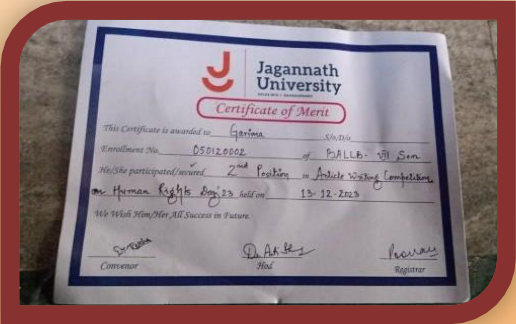 Jagannath
University
Certificate of Merit
This Certificate is awarded to Garima S/o,D/o
Enrollment No. 050120002 of BALLB- VII Sem
He/She participated/secured 2nd Position in Article Writing Competition
on Human Rights Day'23 held on 13-12-2023
We Wish Him/Her All Success in Future.
Convenor Hod Registrar